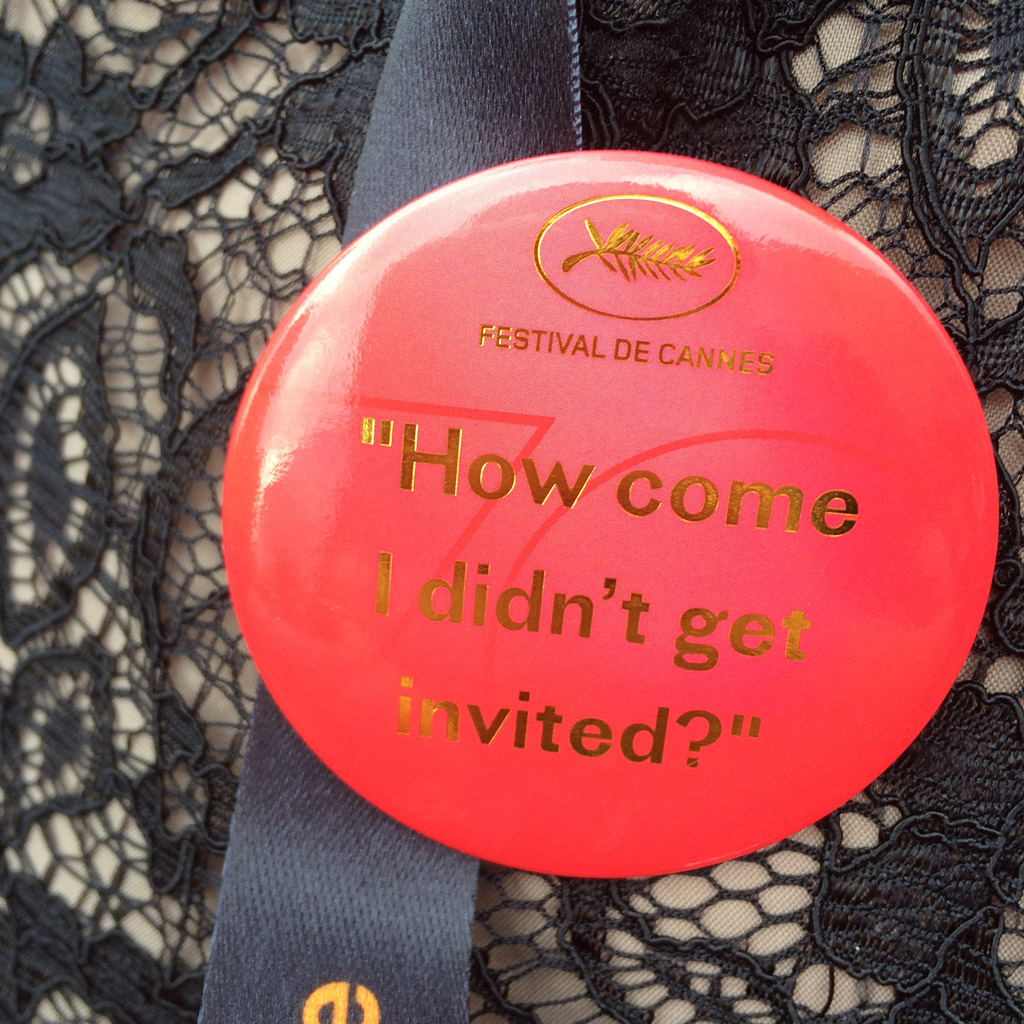 FESTIVAL DE CANNES
"How come
I didn't get
invited?"
e